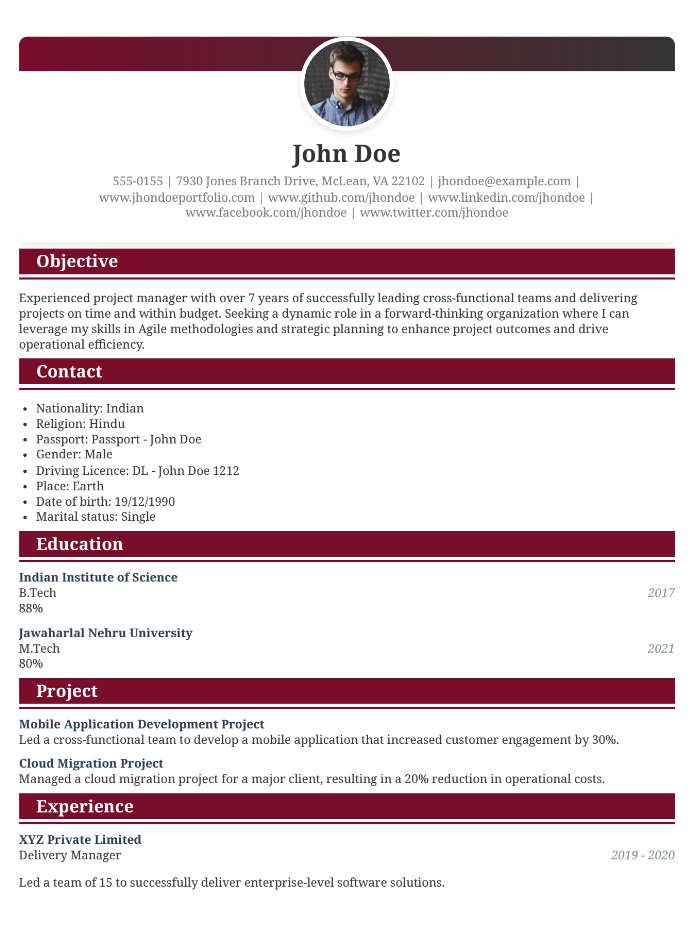 John Doe
555-0155 | 7930 Jones Branch Drive, McLean, VA 22102 | jhondoe@example.com |
www.jhondoeportfolio.com | www.github.com/jhondoe | www.linkedin.com/jhondoe |
www.facebook.com/jhondoe | www.twitter.com/jhondoe
Objective
Experienced project manager with over 7 years of successfully leading cross-functional teams and delivering
projects on time and within budget. Seeking a dynamic role in a forward-thinking organization where I can
leverage my skills in Agile methodologies and strategic planning to enhance project outcomes and drive
operational efficiency.
Contact
• Nationality: Indian
• Religion: Hindu
• Passport: Passport - John Doe
• Gender: Male
• Driving Licence: DL - John Doe 1212
• Place: Earth
• Date of birth: 19/12/1990
• Marital status: Single
Education
Indian Institute of Science
B.Tech 2017
88%
Jawaharlal Nehru University
M.Tech 2021
80%
Project
Mobile Application Development Project
Led a cross-functional team to develop a mobile application that increased customer engagement by 30%.
Cloud Migration Project
Managed a cloud migration project for a major client, resulting in a 20% reduction in operational costs.
Experience
XYZ Private Limited
Delivery Manager 2019 - 2020
Led a team of 15 to successfully deliver enterprise-level software solutions.